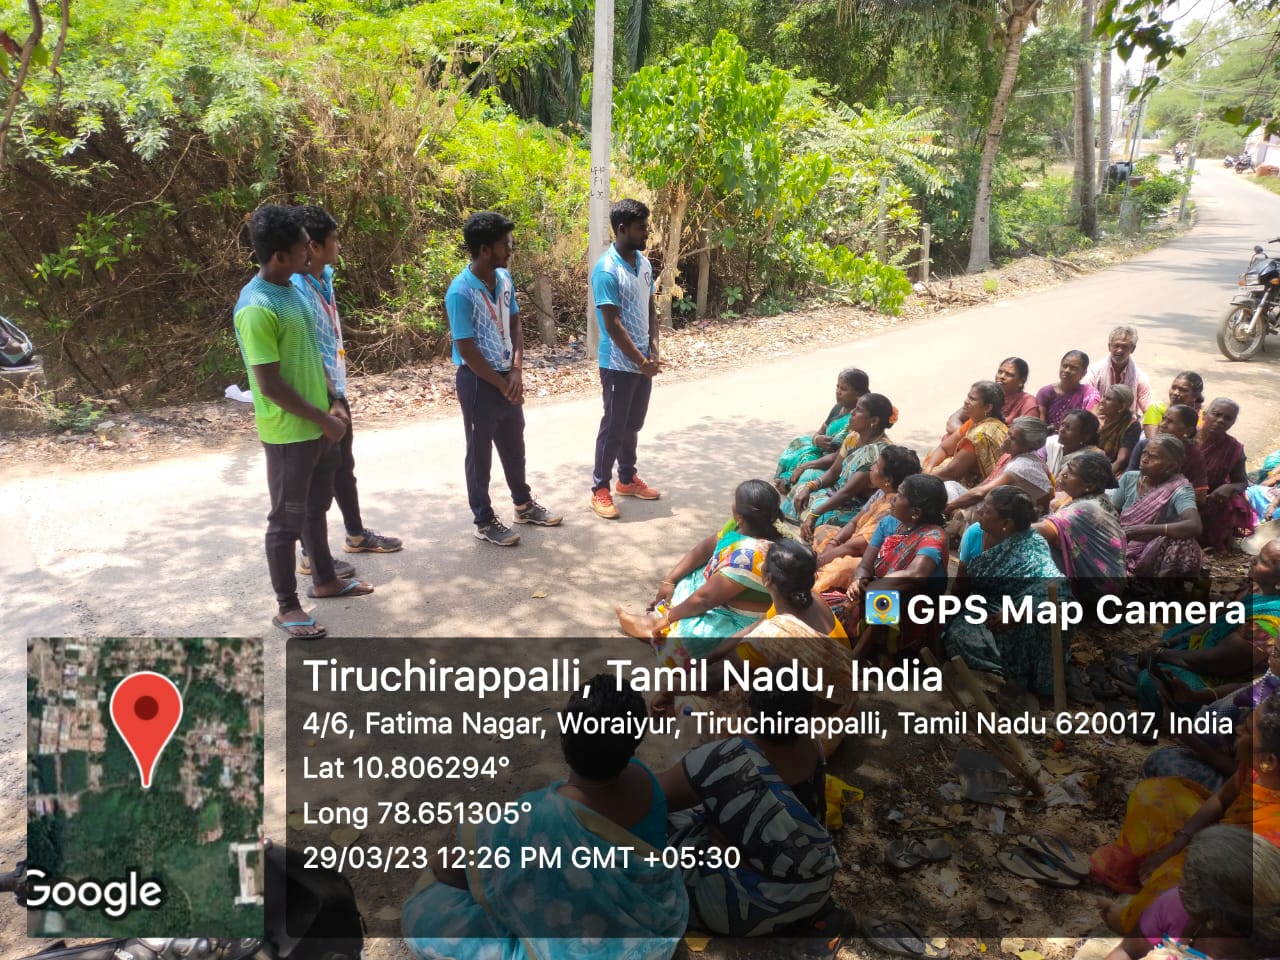 GPS Map Camera
Tiruchirappalli, Tamil Nadu, India
4/6, Fatima Nagar, Woraiyur, Tiruchirappalli, Tamil Nadu 620017, India
Lat 10.806294°
Long 78.651305°
29/03/23 12:26 PM GMT +05:30
Google